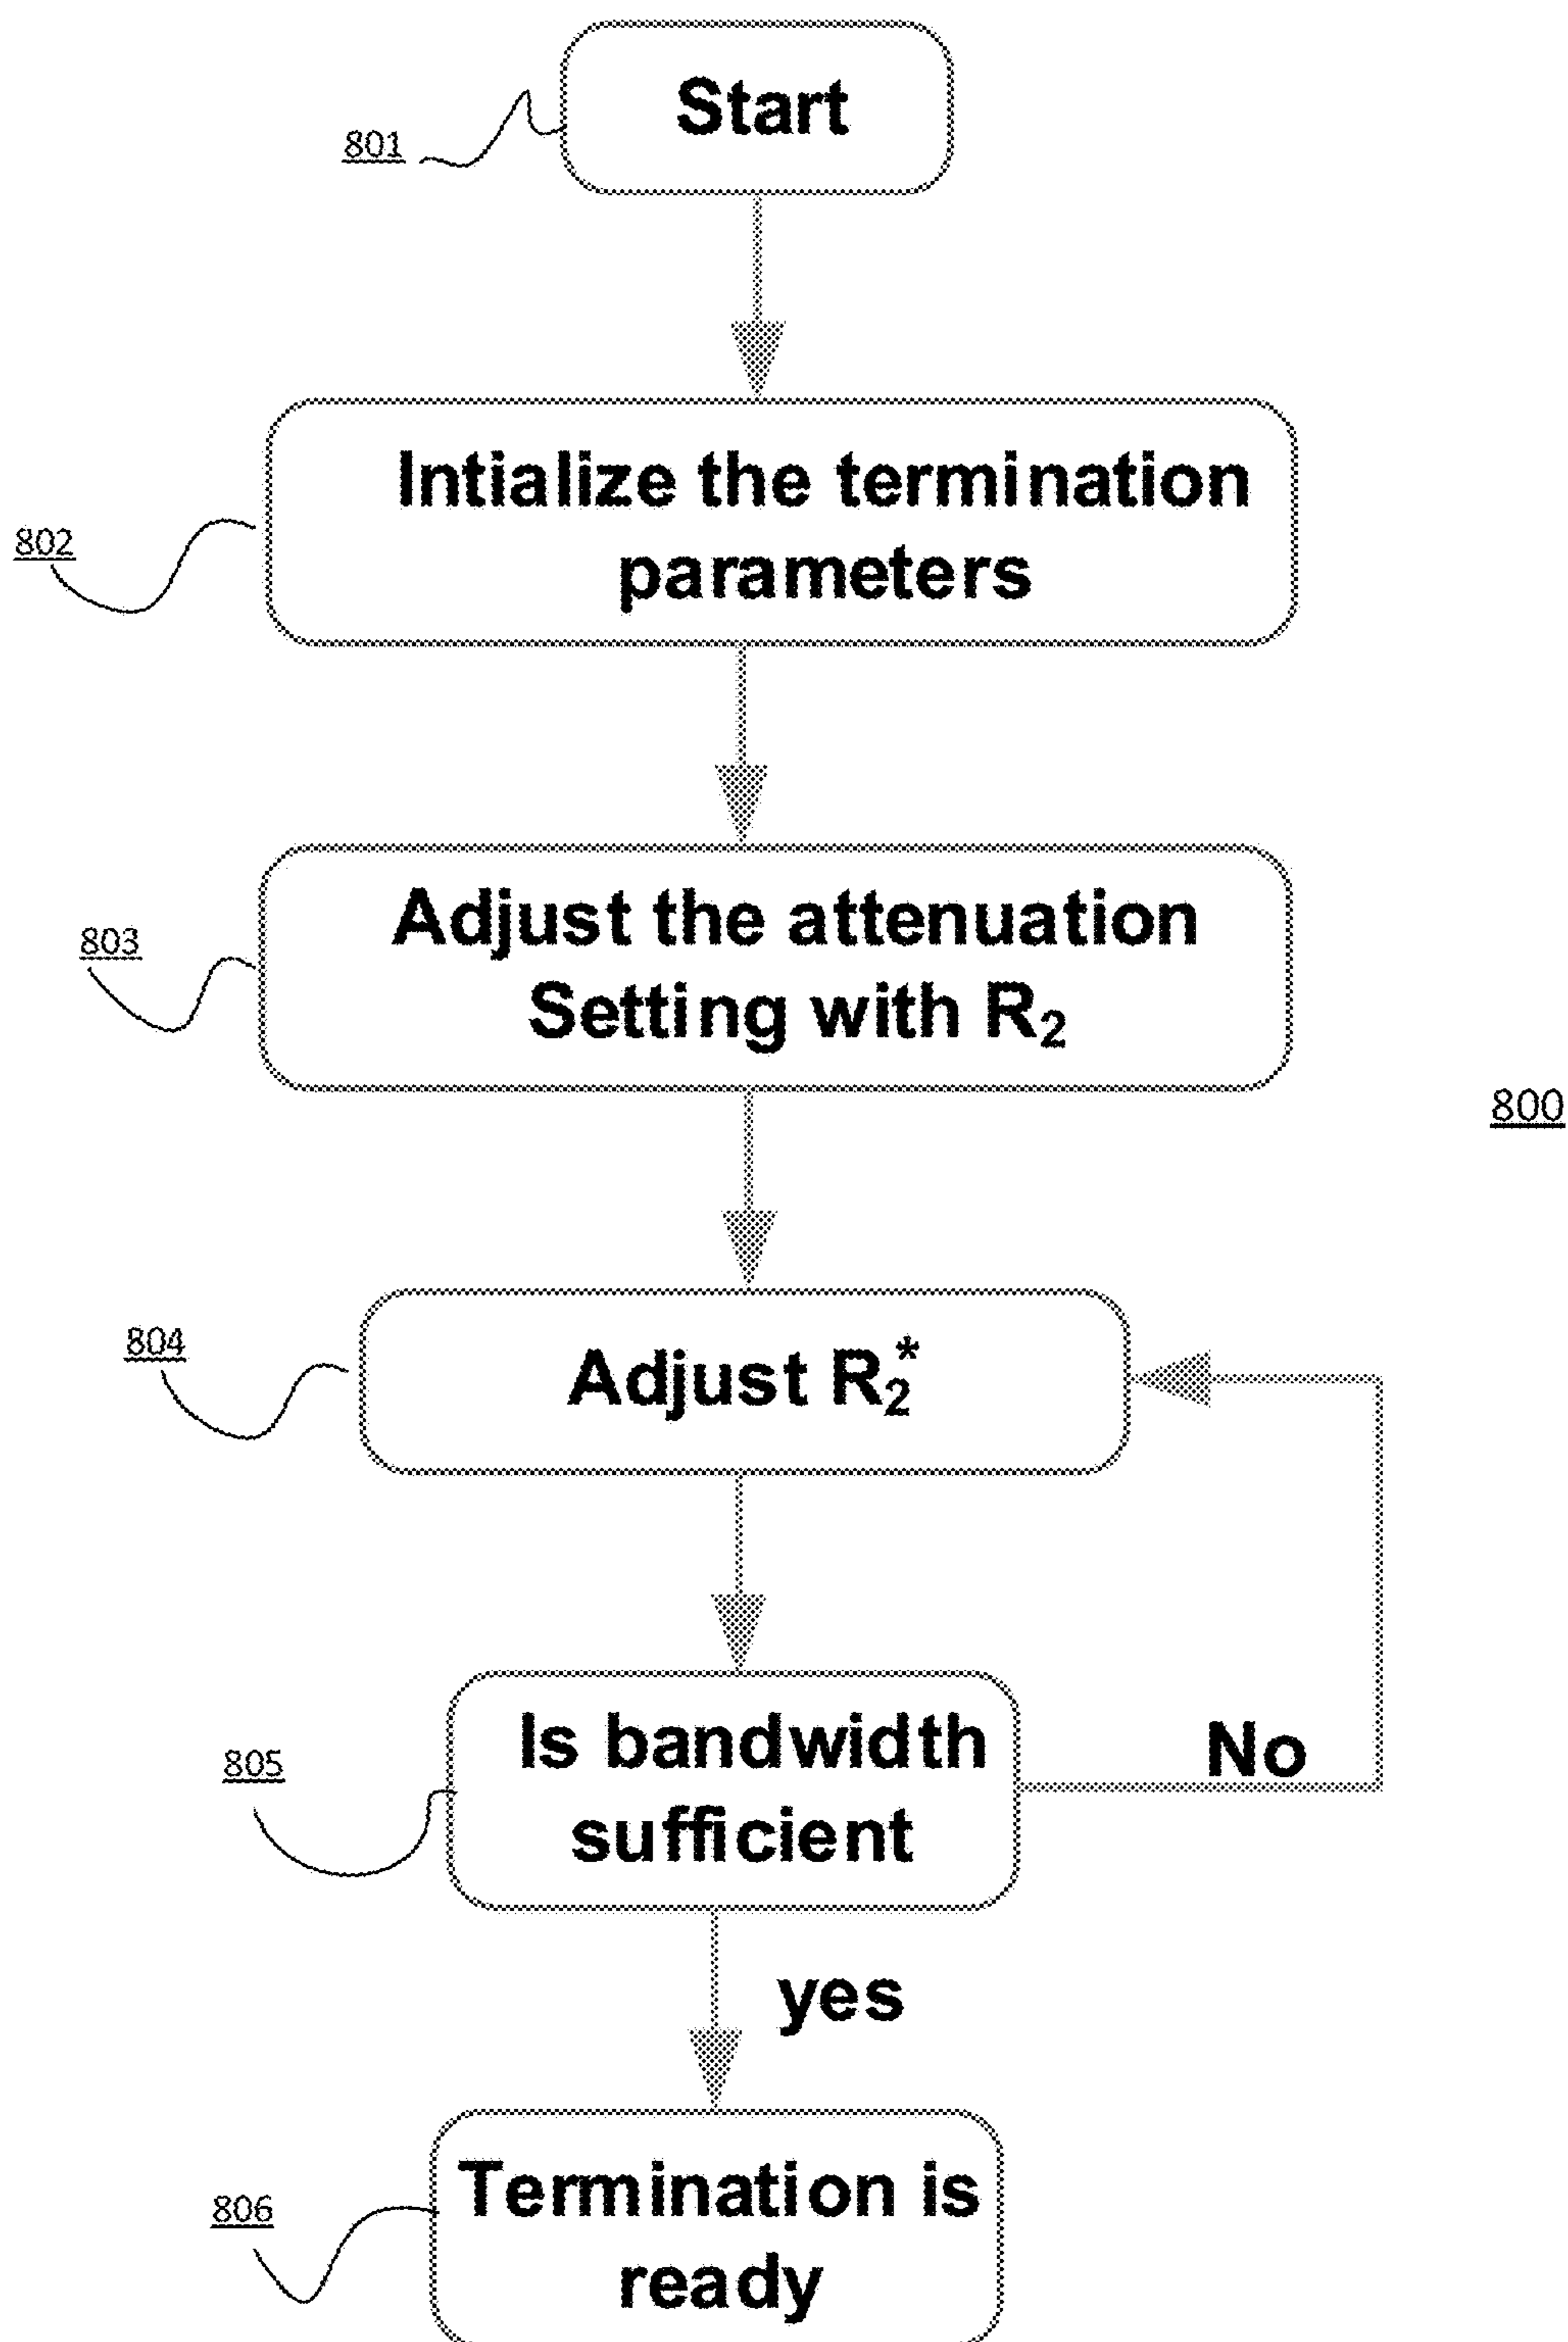 801
Start
802
Intialize the termination
parameters
803
Adjust the attenuation
Setting with R₂
800
804
Adjust R₂*
805
Is bandwidth
sufficient
No
yes
806
Termination is
ready